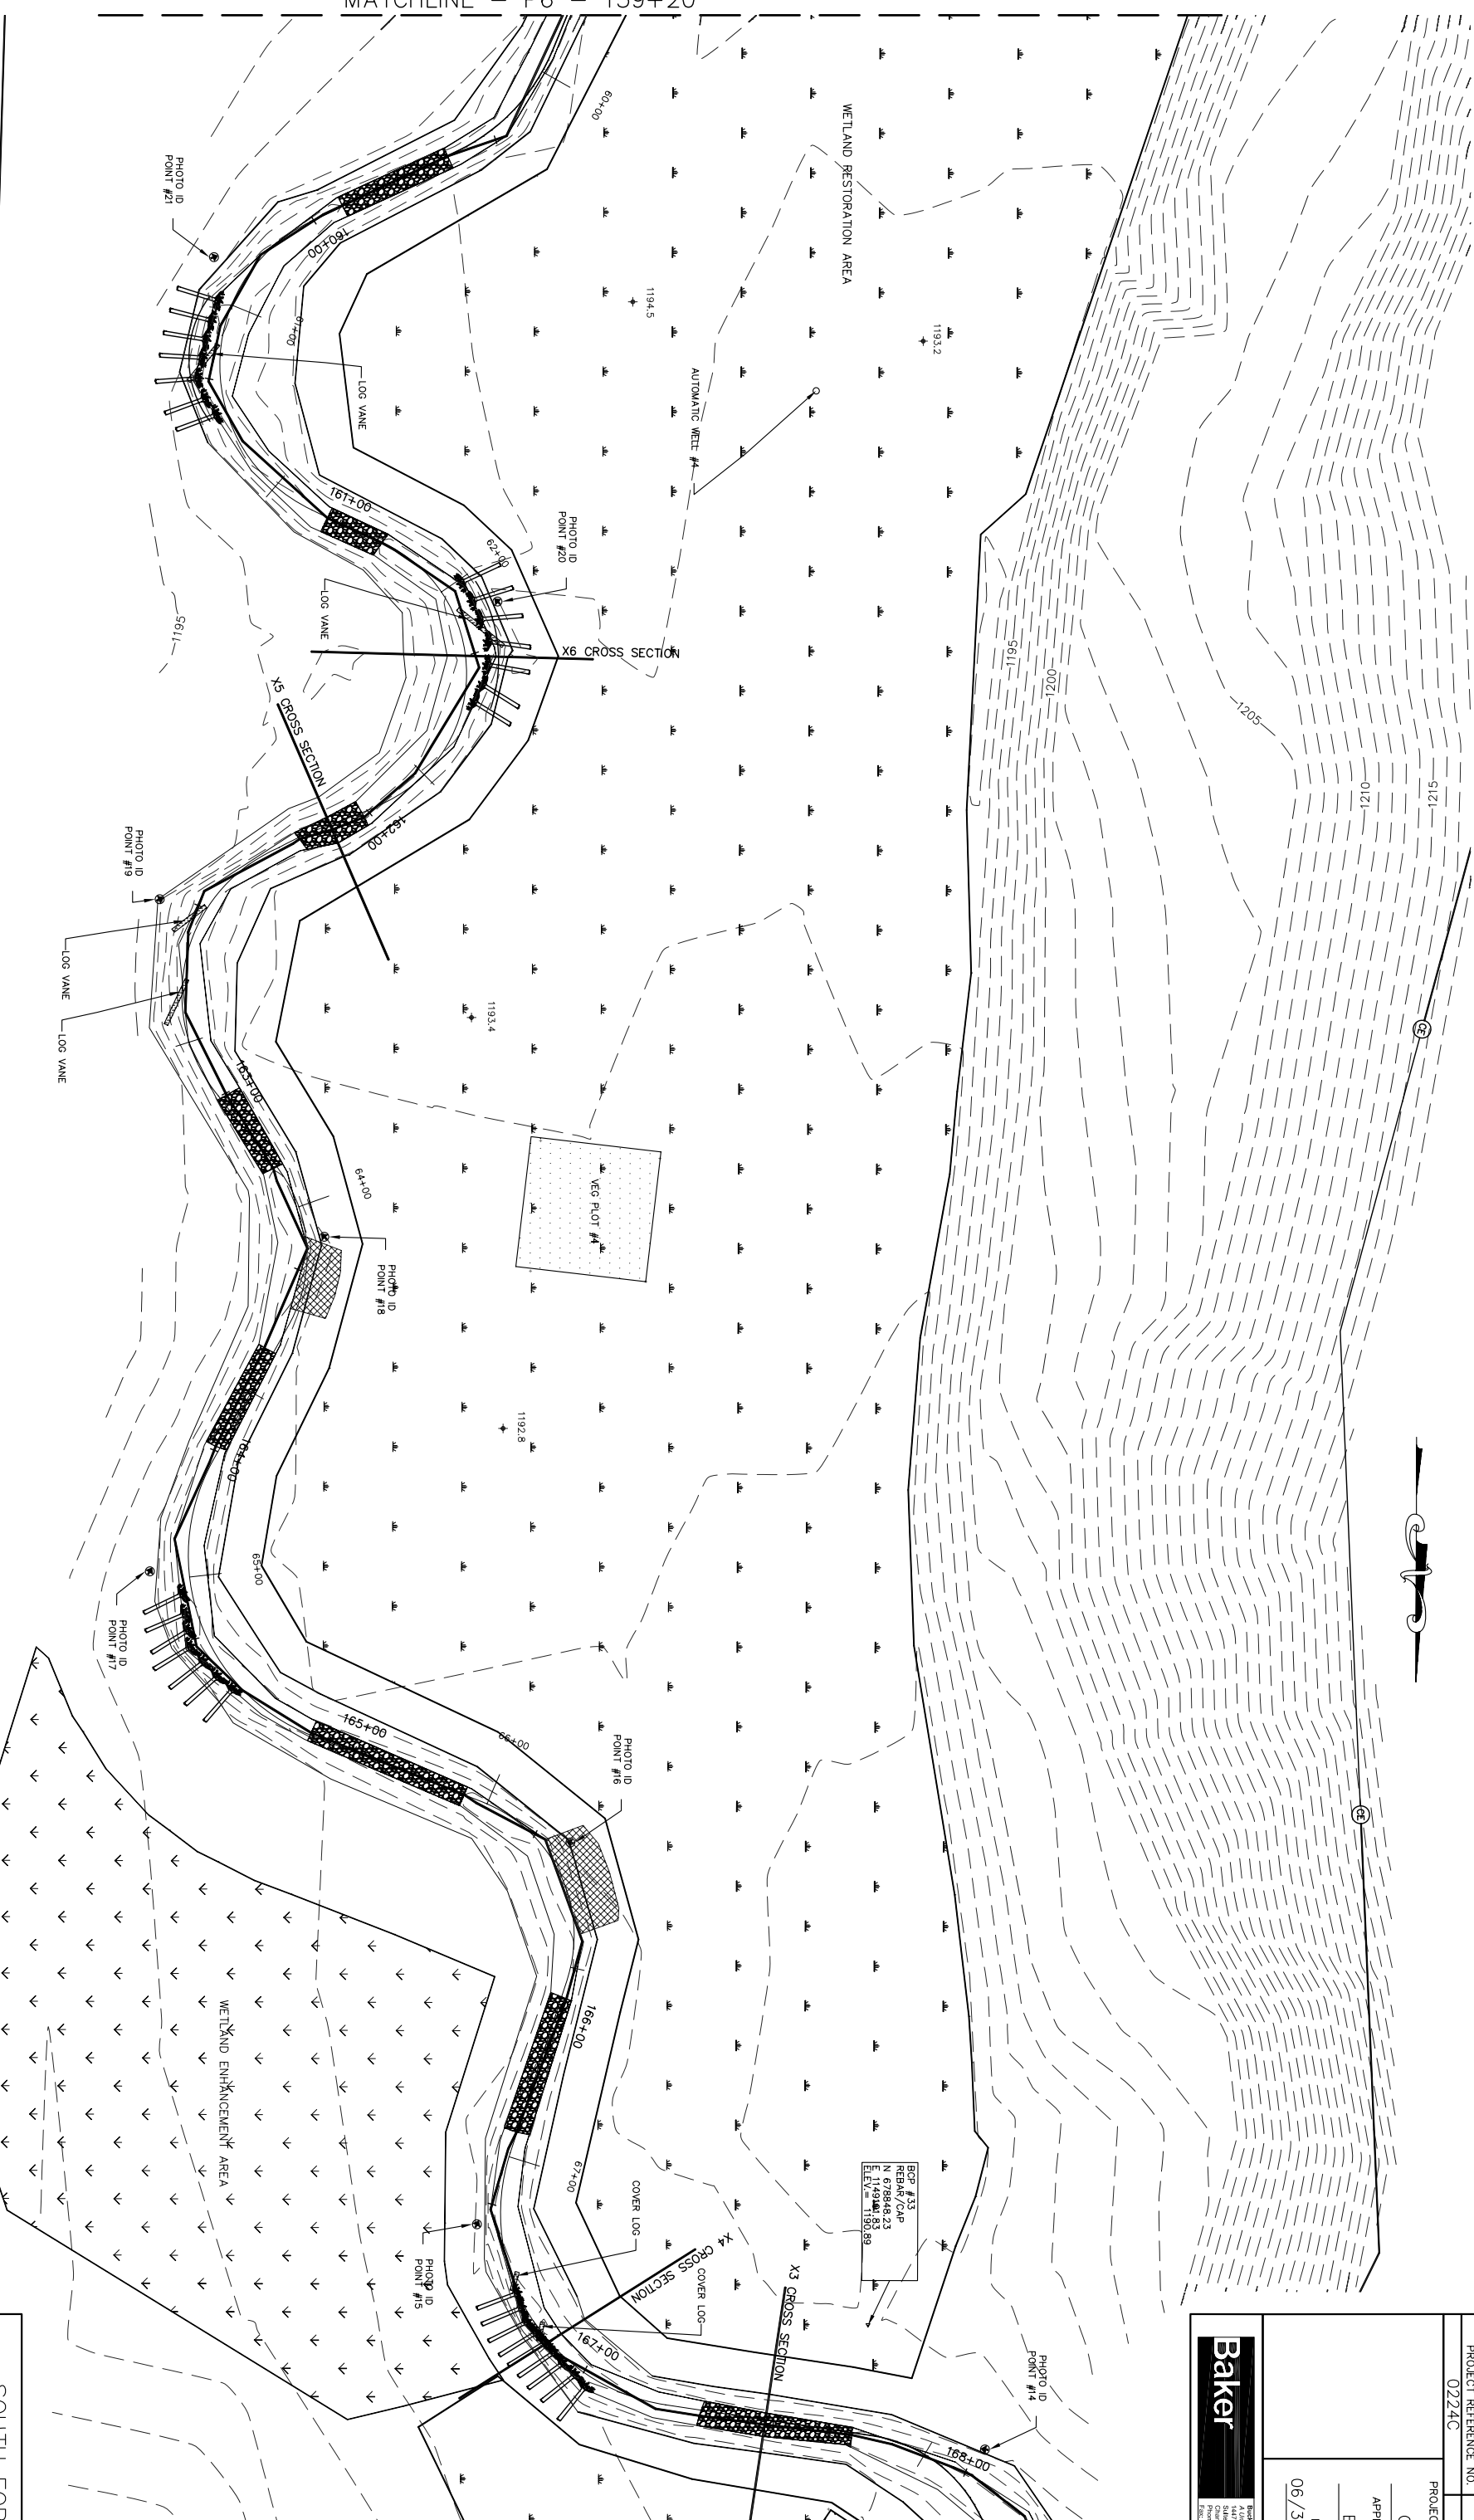 MATCHLINE - P6 - 159+20
60+00
WETLAND RESTORATION AREA
PHOTO ID
POINT #21
160+00
61+00
1194.5
1193.2
LOG VANE
AUTOMATIC WELL #4
161+00
62+00
PHOTO ID
POINT #20
LOG VANE
1195
X6 CROSS SECTION
X5 CROSS SECTION
1195
1200
1205
1210
1215
162+00
PHOTO ID
POINT #19
LOG VANE
LOG VANE
1193.4
CE
163+00
64+00
VEG PLOT #4
PHOTO ID
POINT #18
1192.8
164+00
65+00
PHOTO ID
POINT #17
165+00
66+00
PHOTO ID
POINT #16
CE
166+00
WETLAND ENHANCEMENT AREA
67+00
COVER LOG
BCP #33
REBAR/CAP
N 678848.23
ELEV.= 1190.89
X4 CROSS SECTION
COVER LOG
X3 CROSS SECTION
PHOTO ID
POINT #15
167+00
PHOTO ID
POINT #14
168+00
PROJECT REFERENCE NO.
0224C
Baker